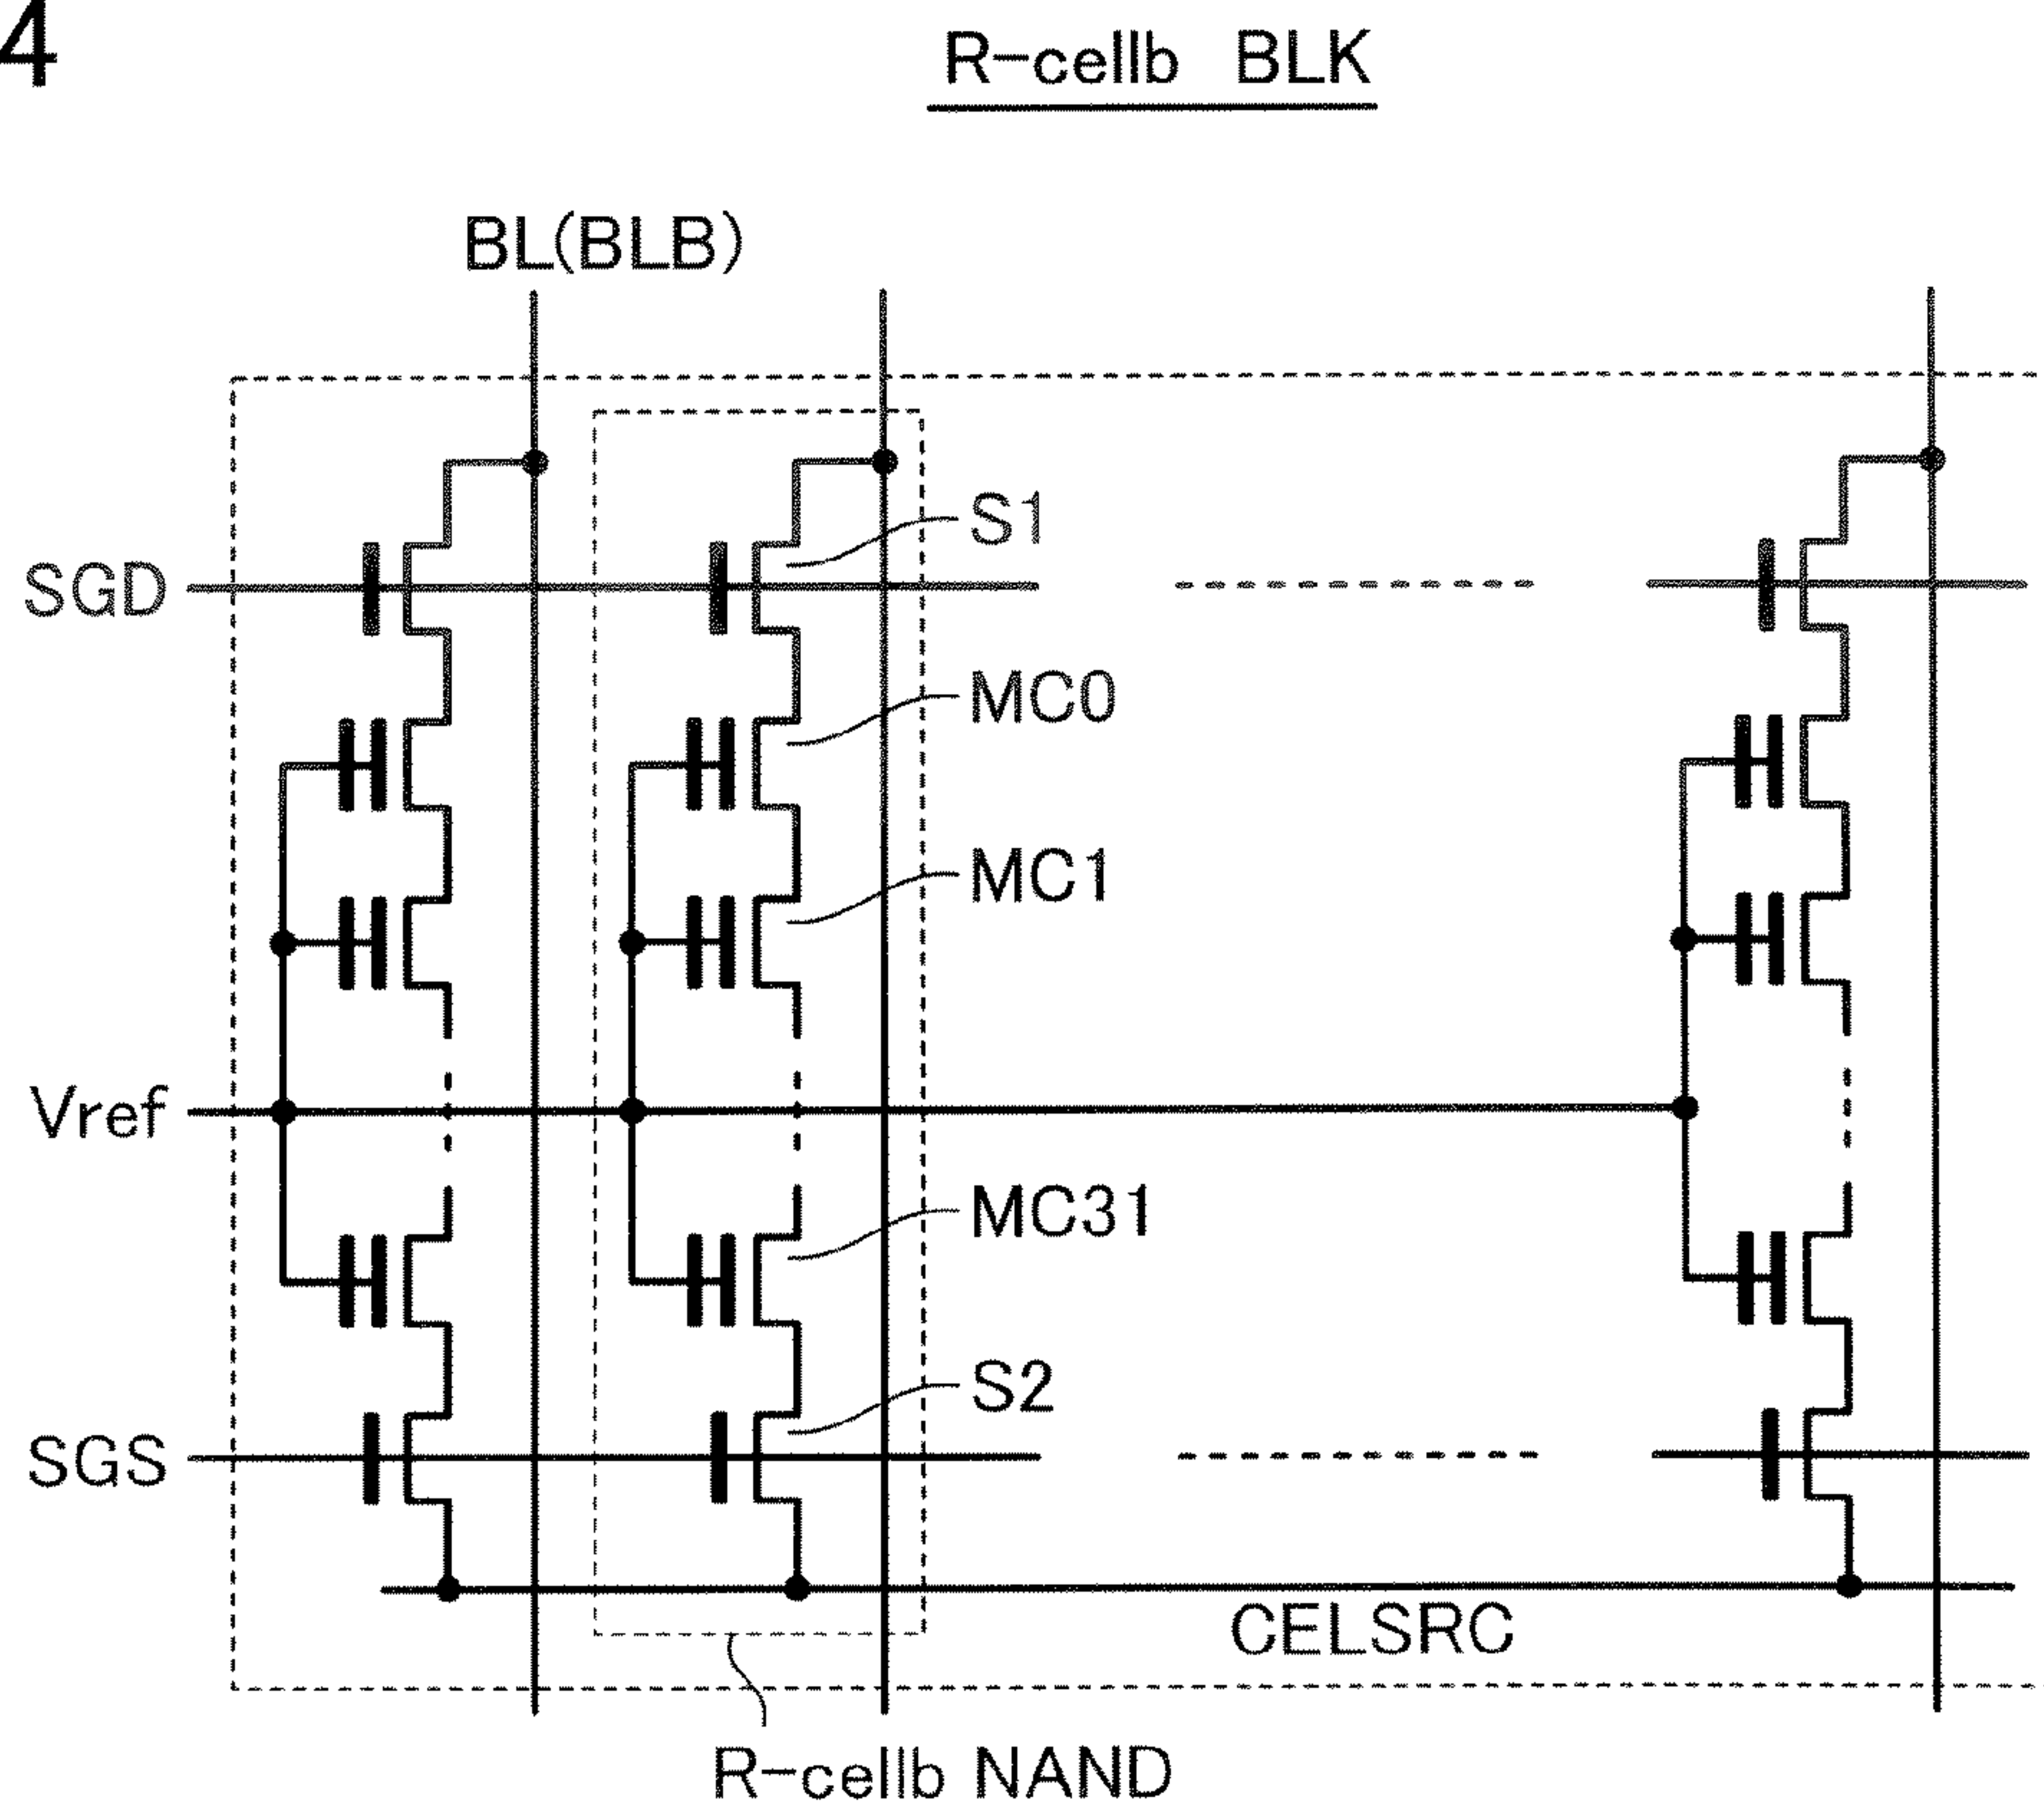 4
R-cellb BLK
BL(BLB)
S1
SGD
MC0
MC1
Vref
MC31
S2
SGS
CELSRC
R-cellb NAND